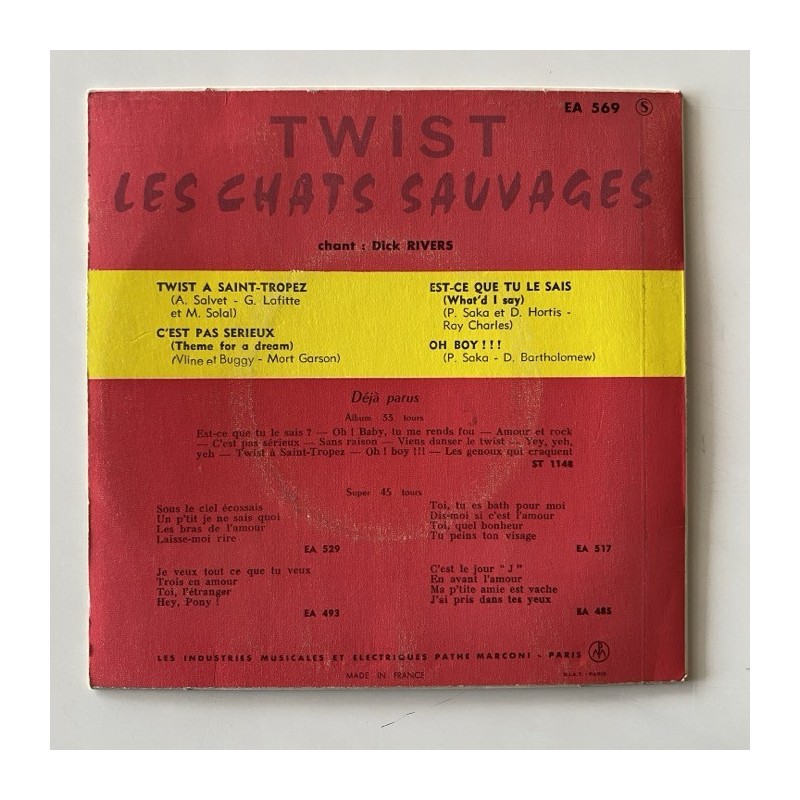 EA 569 S
TWIST
LES CHATS SAUVAGES
chant : Dick RIVERS
TWIST A SAINT-TROPEZ
(A. Salvet - G. Lafitte
et M. Solal)
C'EST PAS SERIEUX
(Theme for a dream)
(Vline et Buggy - Mort Garson)
EST-CE QUE TU LE SAIS
(What'd I say)
(P. Saka et D. Hortis -
Ray Charles)
OH BOY ! ! !
(P. Saka - D. Bartholomew)
Déjà parus
Album 33 tours
Est-ce que tu le sais ? — Oh ! Baby, tu me rends fou — Amour et rock
— C'est pas sérieux — Sans raison — Viens danser le twist — Yey, yeh,
yeh — Twist à Saint-Tropez — Oh ! boy !!! — Les genoux qui craquent
ST 1148
Super 45 tours
Sous le ciel écossais
Un p'tit je ne sais quoi
Les bras de l'amour
Laisse-moi rire
EA 529
Toi, tu es bath pour moi
Dis-moi si c'est l'amour
Toi, quel bonheur
Tu peins ton visage
EA 517
Je veux tout ce que tu veux
Trois en amour
Toi, l'étranger
Hey, Pony !
EA 493
C'est le jour "J"
En avant l'amour
Ma p'tite amie est vache
J'ai pris dans tes yeux
EA 485
LES INDUSTRIES MUSICALES ET ELECTRIQUES PATHE MARCONI - PARIS
MADE IN FRANCE
DILLT. - PARIS